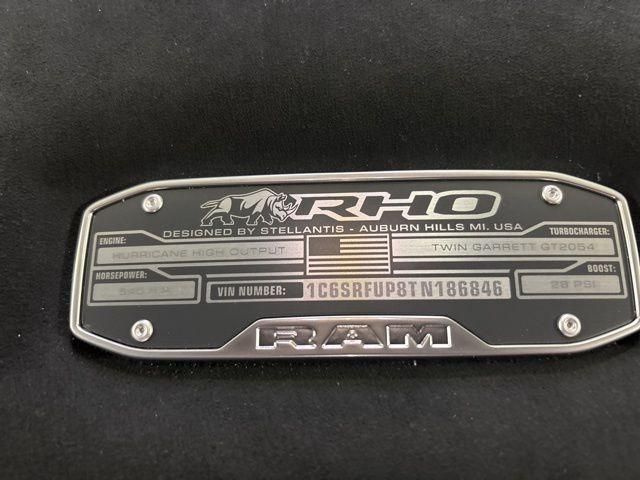 RHO
DESIGNED BY STELLANTIS - AUBURN HILLS MI. USA
ENGINE:
HURRICANE HIGH OUTPUT
TURBOCHARGER:
TWIN GARRETT GT2054
HORSEPOWER:
540 H.P.
VIN NUMBER: 1C6SRFUP8TN186846
BOOST:
28 PSI
RAM